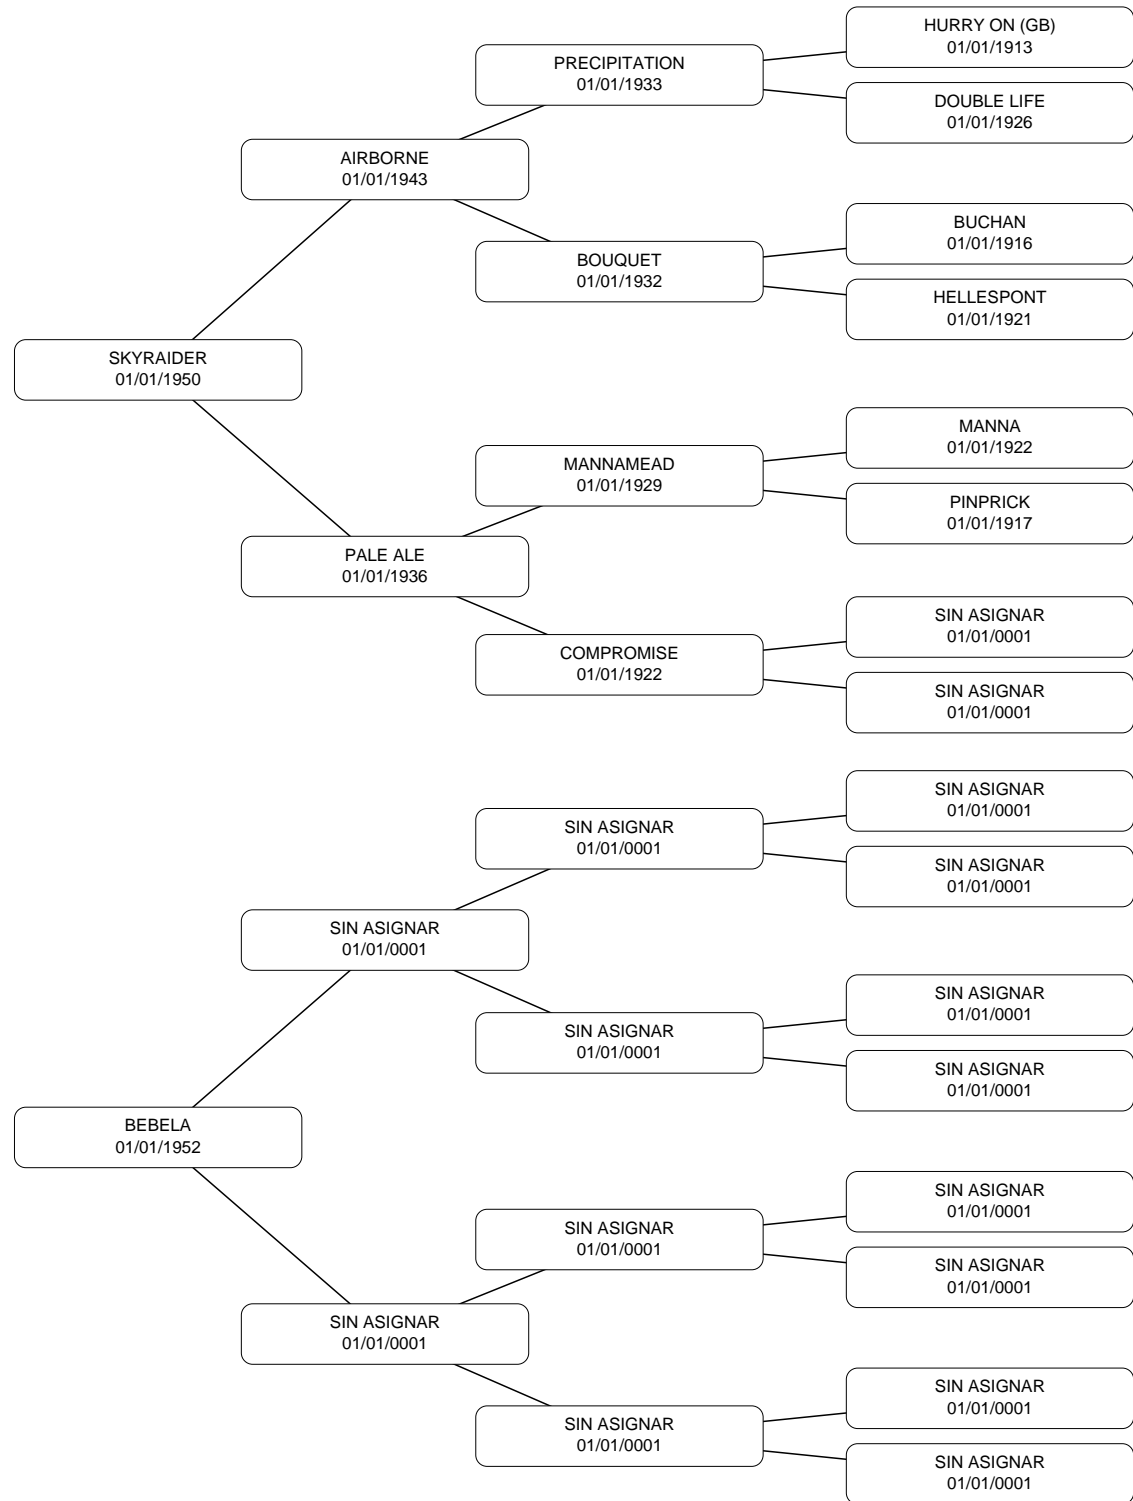 HURRY ON (GB)
01/01/1913
PRECIPITATION
01/01/1933
DOUBLE LIFE
01/01/1926
AIRBORNE
01/01/1943
BUCHAN
01/01/1916
BOUQUET
01/01/1932
HELLESPONT
01/01/1921
SKYRAIDER
01/01/1950
MANNA
01/01/1922
MANNAMEAD
01/01/1929
PINPRICK
01/01/1917
PALE ALE
01/01/1936
SIN ASIGNAR
01/01/0001
COMPROMISE
01/01/1922
SIN ASIGNAR
01/01/0001
SIN ASIGNAR
01/01/0001
SIN ASIGNAR
01/01/0001
SIN ASIGNAR
01/01/0001
SIN ASIGNAR
01/01/0001
SIN ASIGNAR
01/01/0001
SIN ASIGNAR
01/01/0001
SIN ASIGNAR
01/01/0001
BEBELA
01/01/1952
SIN ASIGNAR
01/01/0001
SIN ASIGNAR
01/01/0001
SIN ASIGNAR
01/01/0001
SIN ASIGNAR
01/01/0001
SIN ASIGNAR
01/01/0001
SIN ASIGNAR
01/01/0001
SIN ASIGNAR
01/01/0001